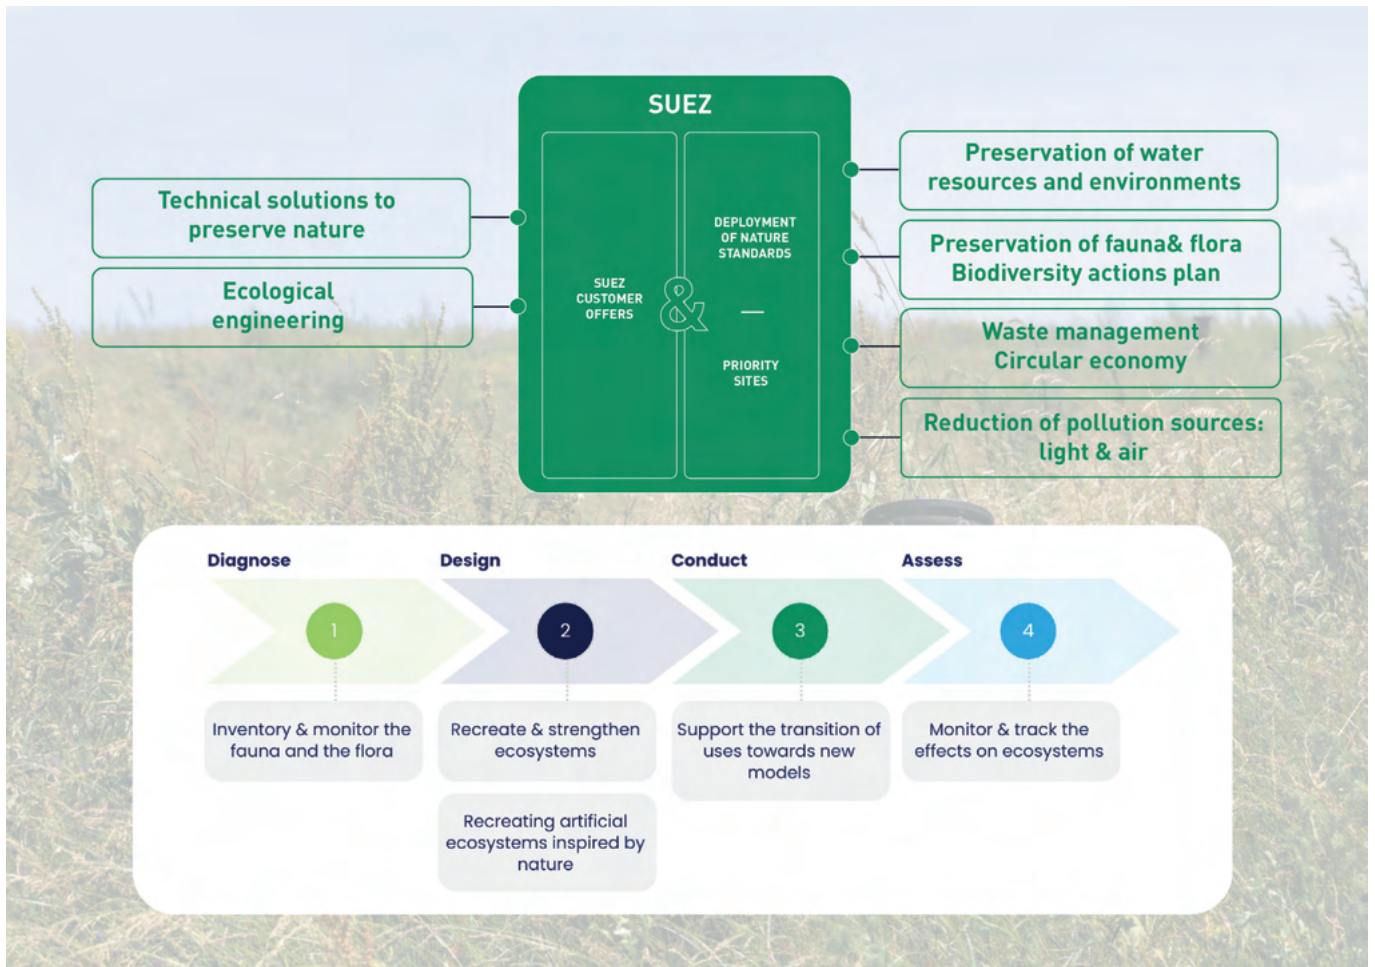 SUEZ
Technical solutions to
preserve nature
Ecological
engineering
SUEZ
CUSTOMER
OFFERS
&
DEPLOYMENT
OF NATURE
STANDARDS
—
PRIORITY
SITES
Preservation of water
resources and environments
Preservation of fauna& flora
Biodiversity actions plan
Waste management
Circular economy
Reduction of pollution sources:
light & air
Diagnose
1
Inventory & monitor the
fauna and the flora
Design
2
Recreate & strengthen
ecosystems
Recreating artificial
ecosystems inspired by
nature
Conduct
3
Support the transition of
uses towards new
models
Assess
4
Monitor & track the
effects on ecosystems